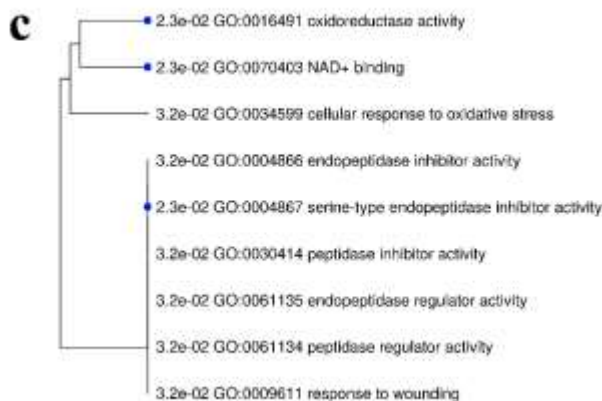 c
2.3e-02 GO:0016491 oxidoreductase activity
2.3e-02 GO:0070403 NAD+ binding
3.2e-02 GO:0034599 cellular response to oxidative stress
3.2e-02 GO:0004866 endopeptidase inhibitor activity
2.3e-02 GO:0004867 serine-type endopeptidase inhibitor activity
3.2e-02 GO:0030414 peptidase inhibitor activity
3.2e-02 GO:0061135 endopeptidase regulator activity
3.2e-02 GO:0061134 peptidase regulator activity
3.2e-02 GO:0009611 response to wounding